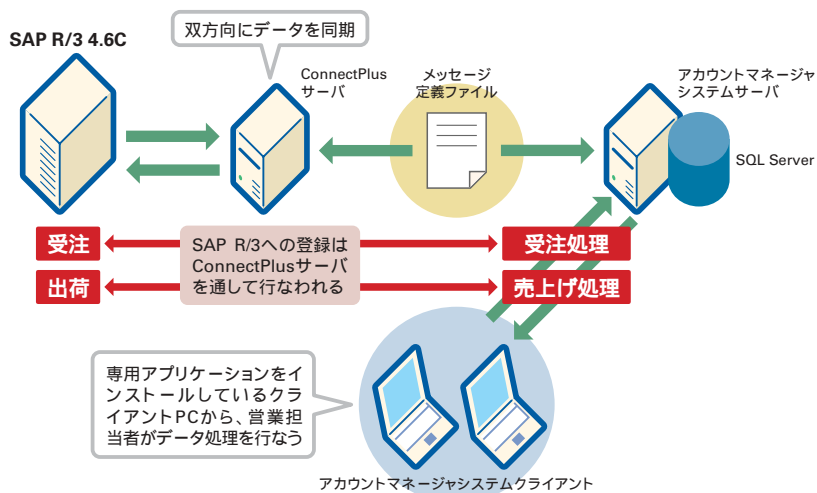 SAP R/3 4.6C
双方向にデータを同期
ConnectPlus
サーバ
メッセージ
定義ファイル
アカウントマネージャ
システムサーバ
SQL Server
受注
SAP R/3への登録は
ConnectPlusサーバ
を通して行なわれる
受注処理
出荷
売上げ処理
専用アプリケーションをイ
ンストールしているクラ
イアントPCから、営業担
当者がデータ処理を行なう
アカウントマネージャシステムクライアント